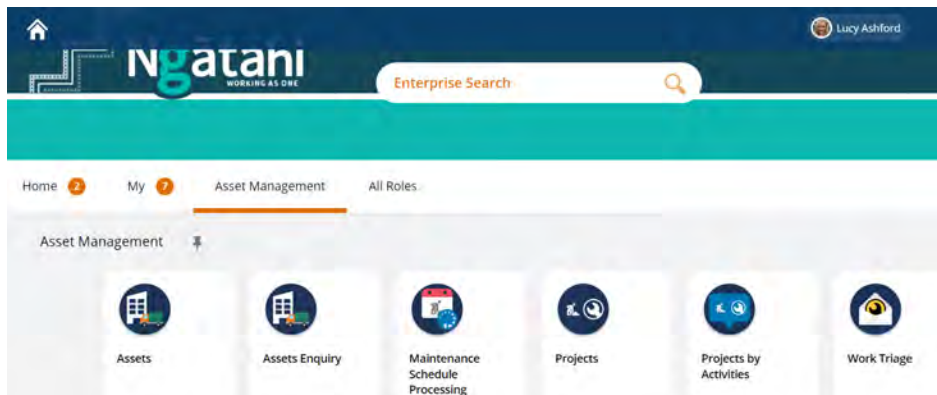 Lucy Ashford
Ngātahi
WORKING AS ONE
Enterprise Search
Home 2 My 7 Asset Management All Roles
Asset Management
Assets Assets Enquiry Maintenance Schedule Processing Projects Projects by Activities Work Triage